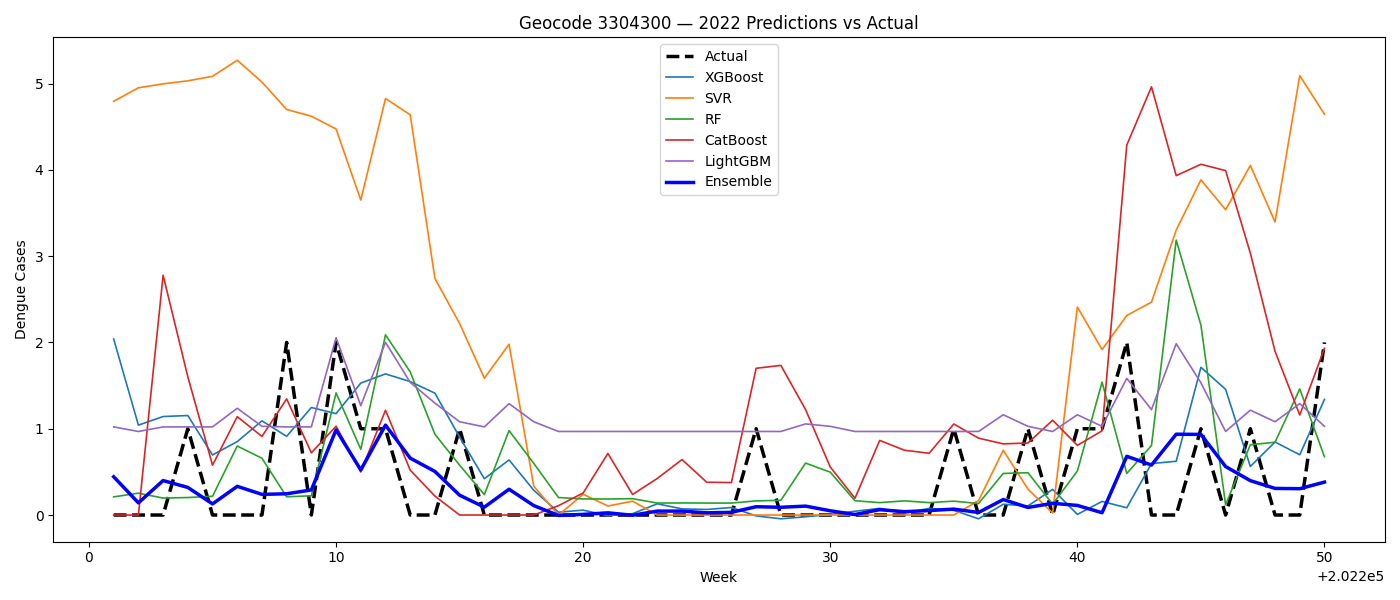 Geocode 3304300 — 2022 Predictions vs Actual
Actual
XGBoost
SVR
RF
CatBoost
LightGBM
Ensemble
Dengue Cases
5
4
3
2
1
0
0 10 20 30 40 50
Week
+2.022e5